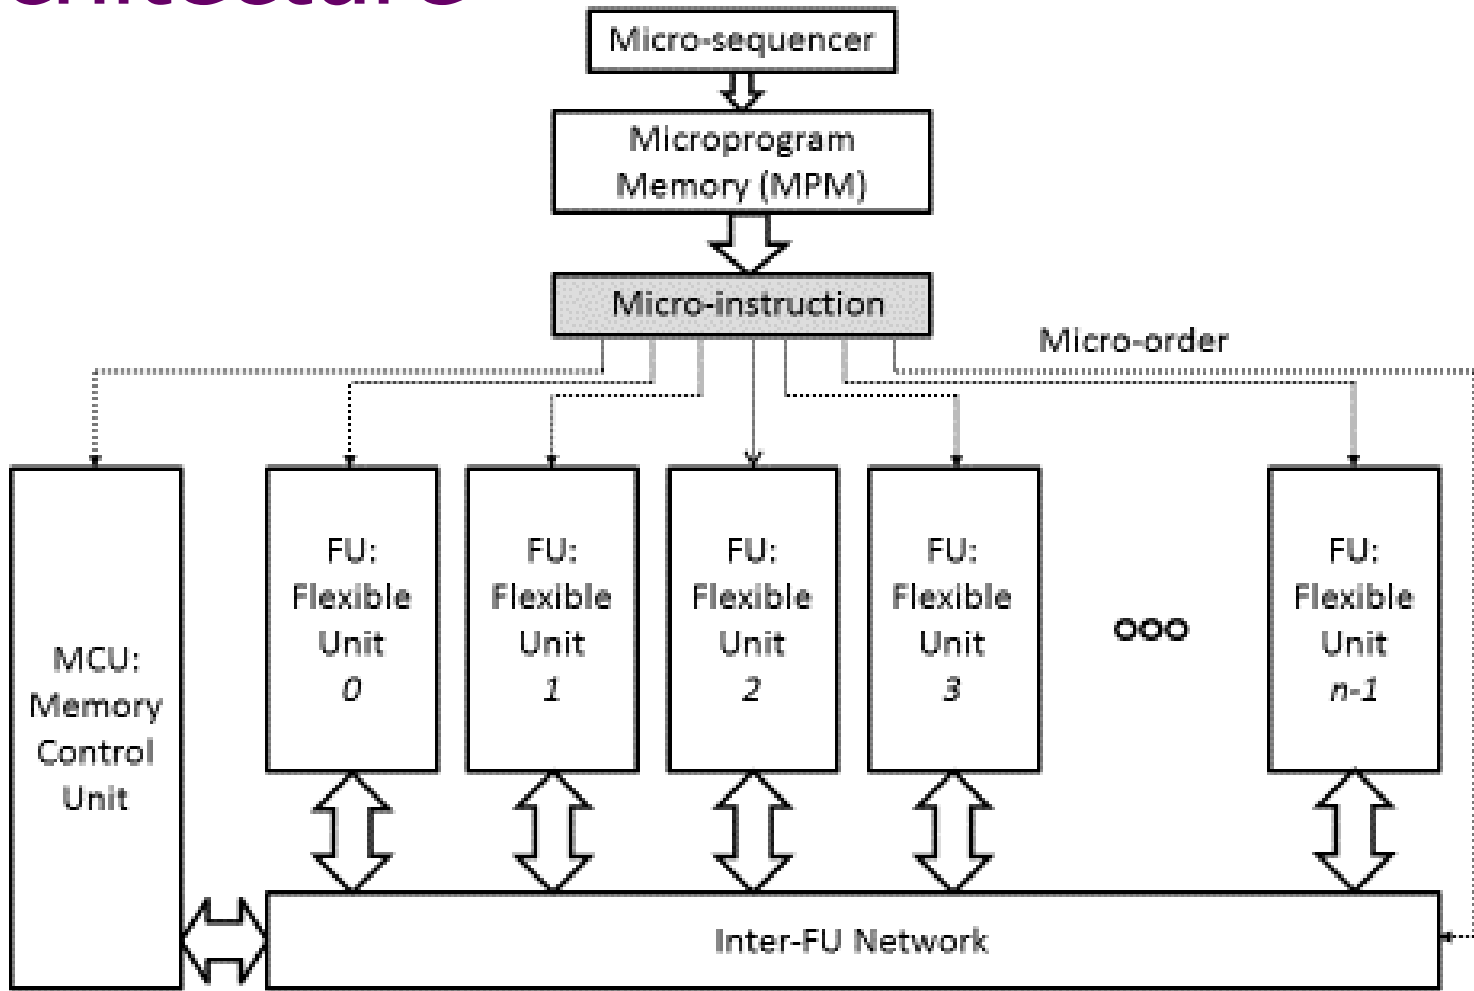 Micro-sequencer
Microprogram
Memory (MPM)
Micro-instruction
Micro-order
MCU:
Memory
Control
Unit
FU:
Flexible
Unit
0
FU:
Flexible
Unit
1
FU:
Flexible
Unit
2
FU:
Flexible
Unit
3
ooo
FU:
Flexible
Unit
n-1
Inter-FU Network